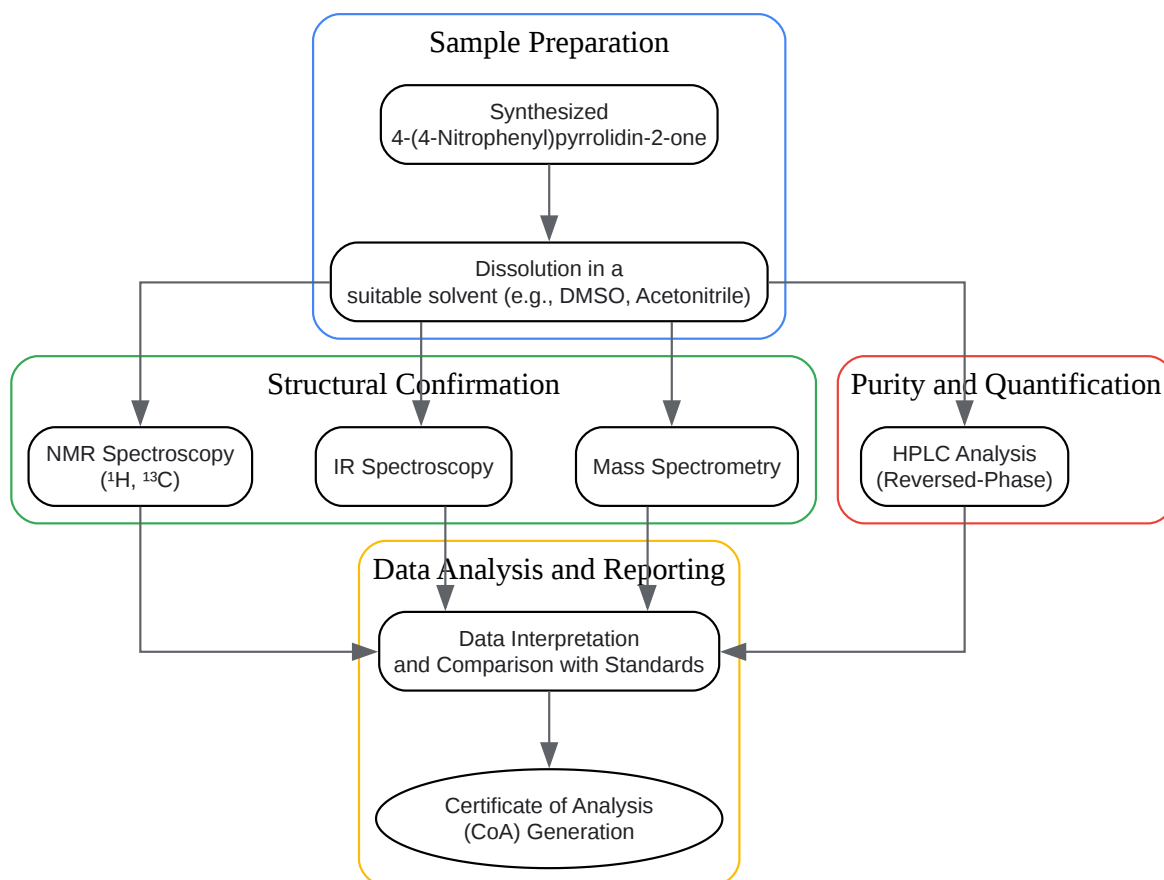 Sample Preparation
Synthesized
4-(4-Nitrophenyl)pyrrolidin-2-one
Dissolution in a
suitable solvent (e.g., DMSO, Acetonitrile)
Structural Confirmation
Purity and Quantification
NMR Spectroscopy
(¹H, ¹³C)
IR Spectroscopy
Mass Spectrometry
HPLC Analysis
(Reversed-Phase)
Data Analysis and Reporting
Data Interpretation
and Comparison with Standards
Certificate of Analysis
(CoA) Generation